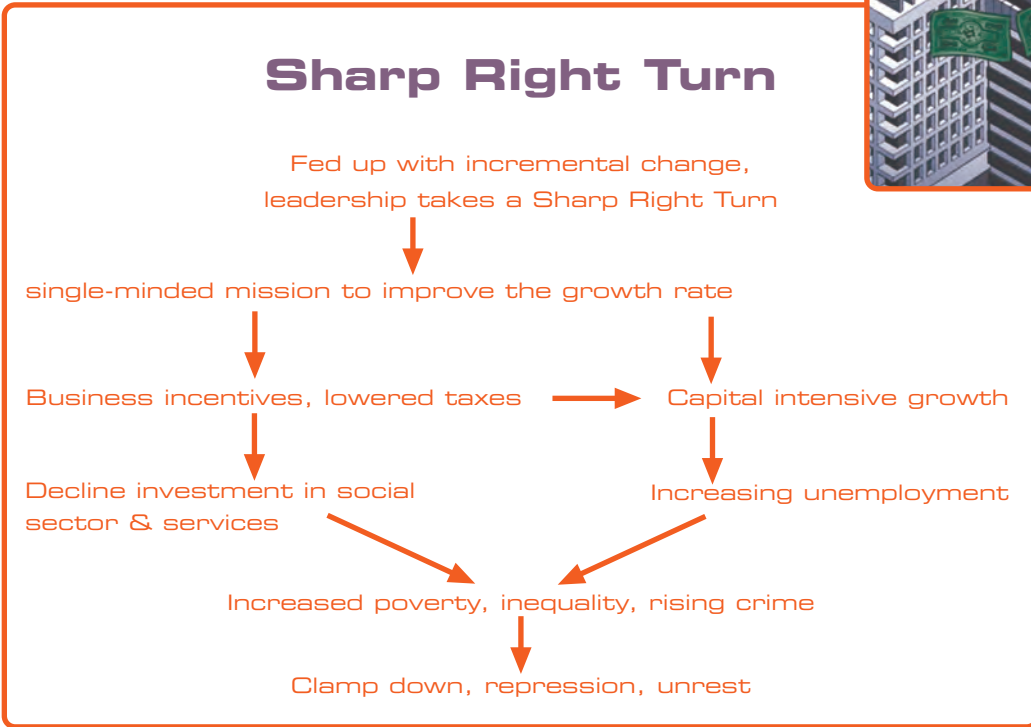 Sharp Right Turn
Fed up with incremental change,
leadership takes a Sharp Right Turn
single-minded mission to improve the growth rate
Business incentives, lowered taxes
Capital intensive growth
Decline investment in social
sector & services
Increasing unemployment
Increased poverty, inequality, rising crime
Clamp down, repression, unrest